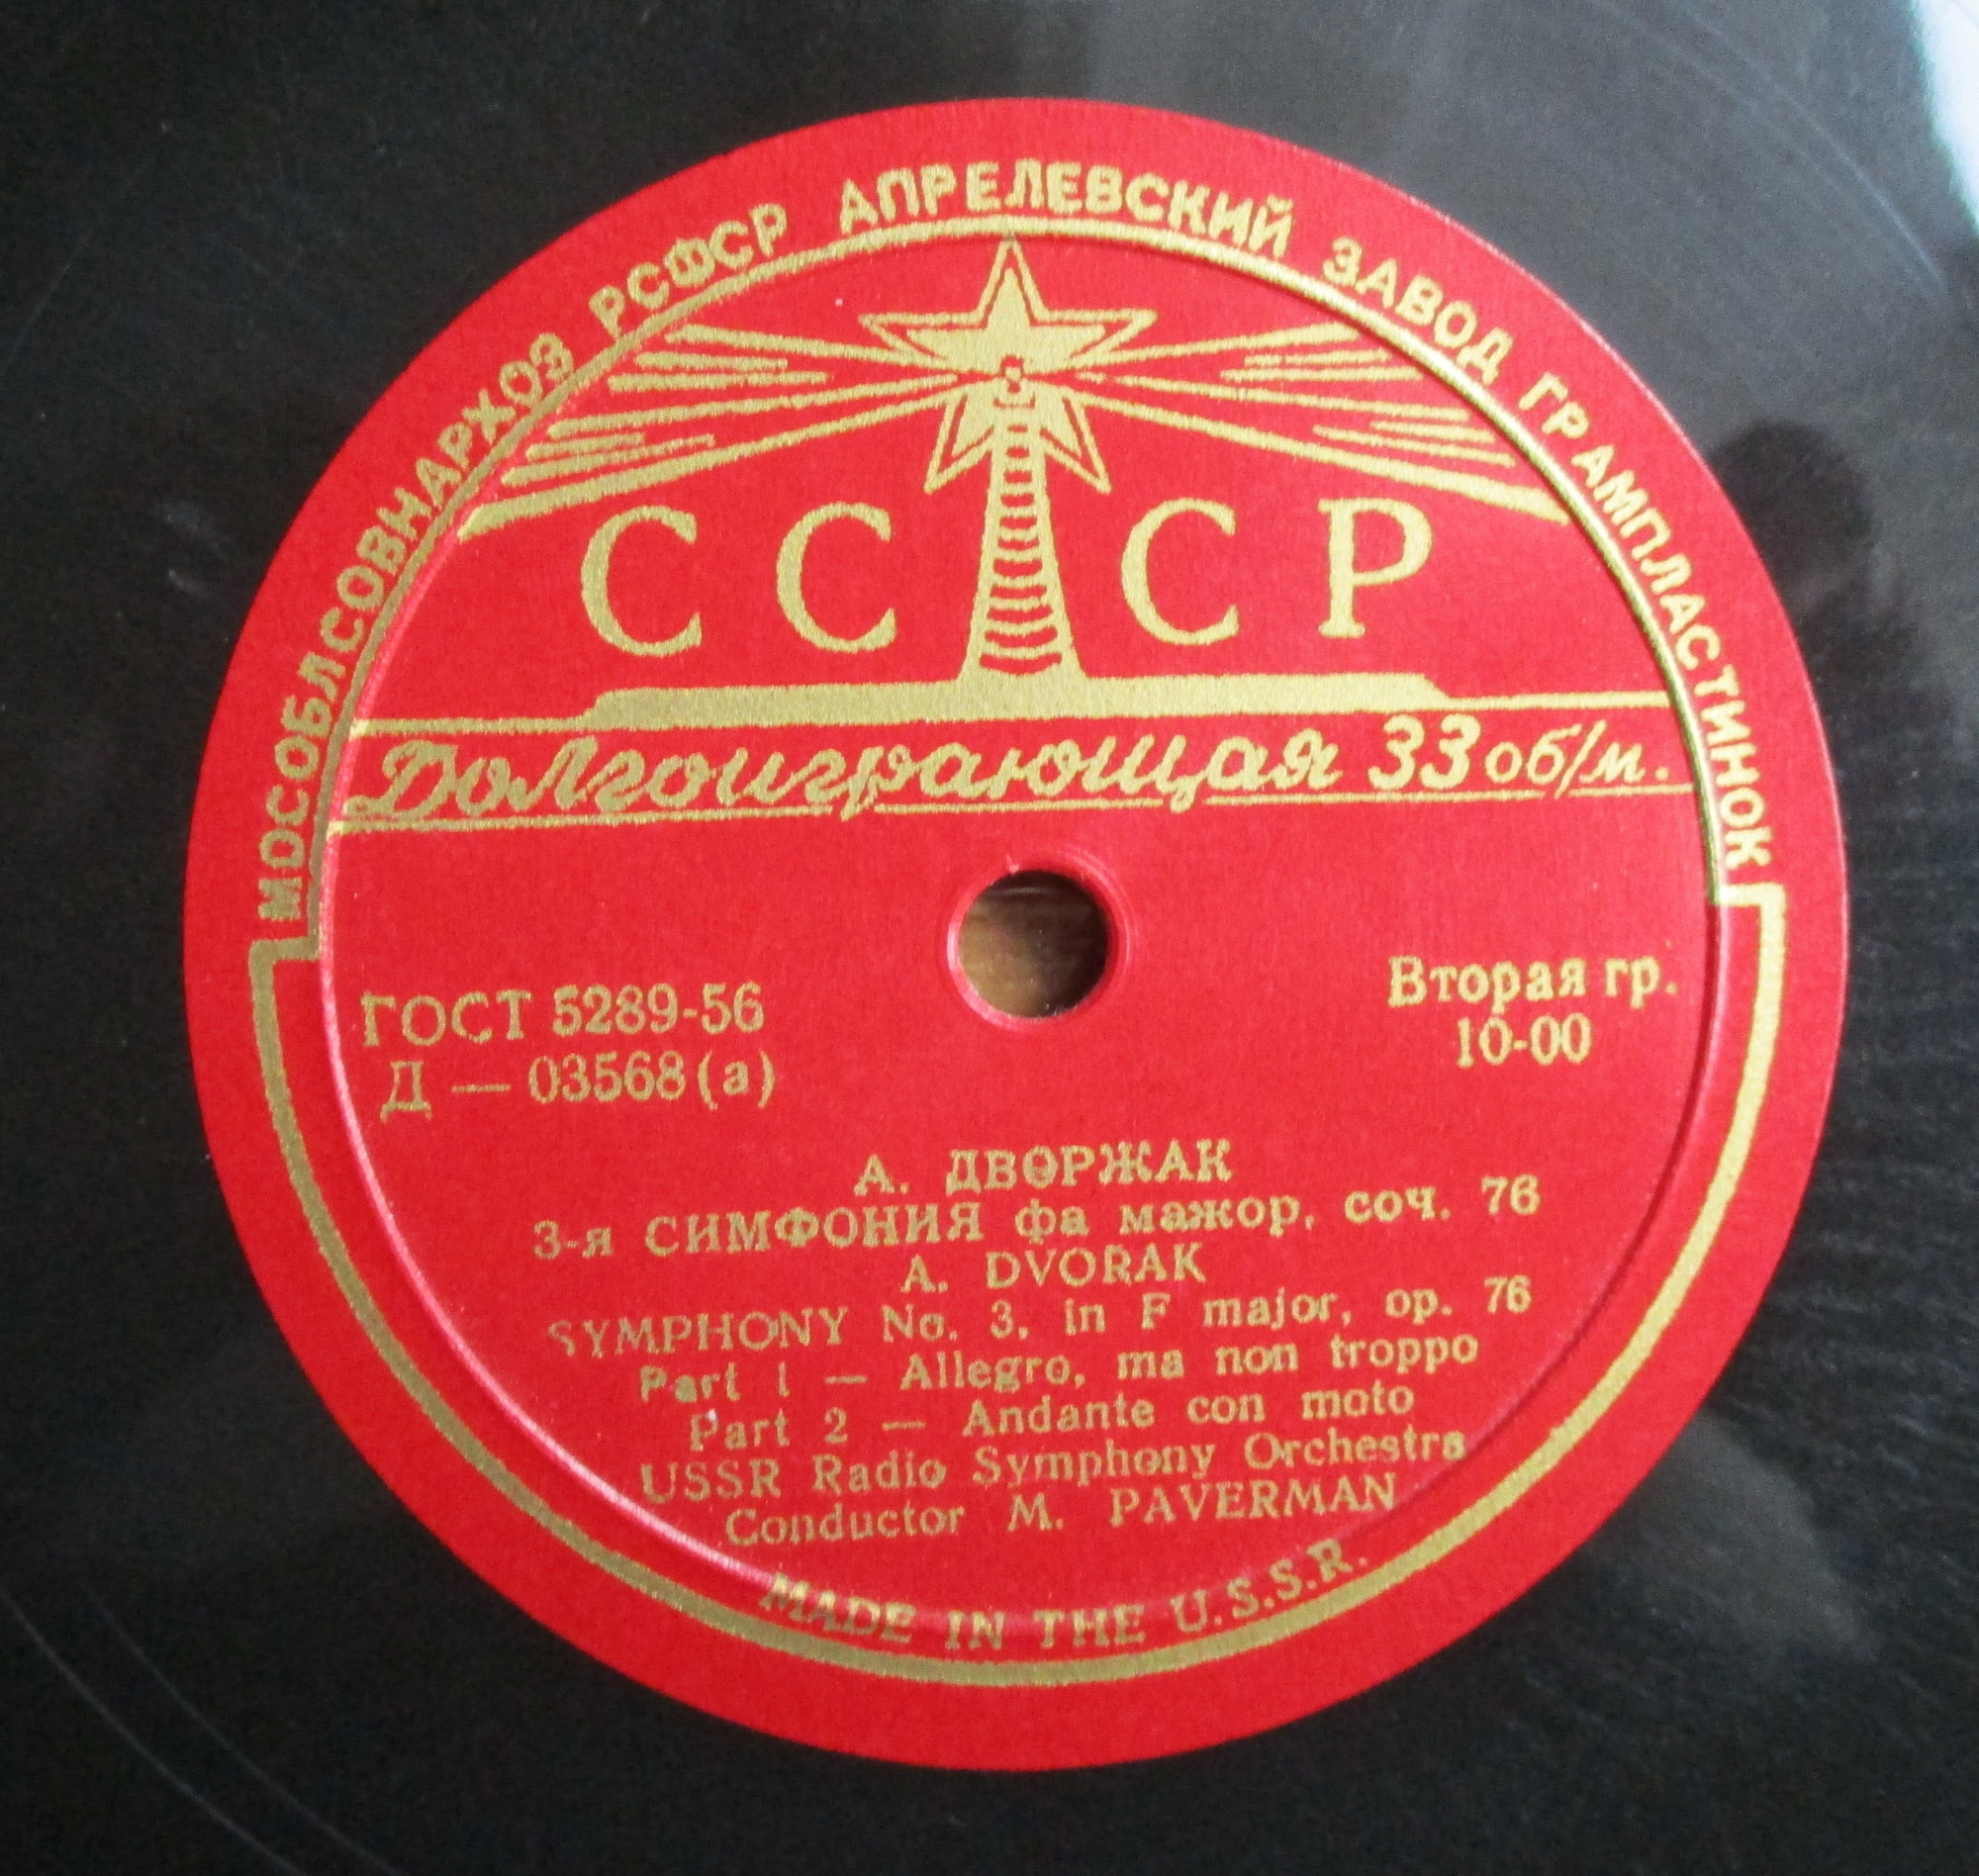 МОСОБЛСОВНАРХОЗ РСФСР АПРЕЛЕВСКИЙ ЗАВОД ГРАМПЛАСТИНОК
СССР
Долгоиграющая 33 об/м.
ГОСТ 5289-56
Д — 03568(а)
Вторая гр.
10-00
А. ДВОРЖАК
3-я СИМФОНИЯ фа мажор, соч. 76
A. DVORAK
SYMPHONY No. 3, in F major, op. 76
Part 1 — Allegro, ma non troppo
Part 2 — Andante con moto
USSR Radio Symphony Orchestra
Conductor M. PAVERMAN
MADE IN THE U.S.S.R.